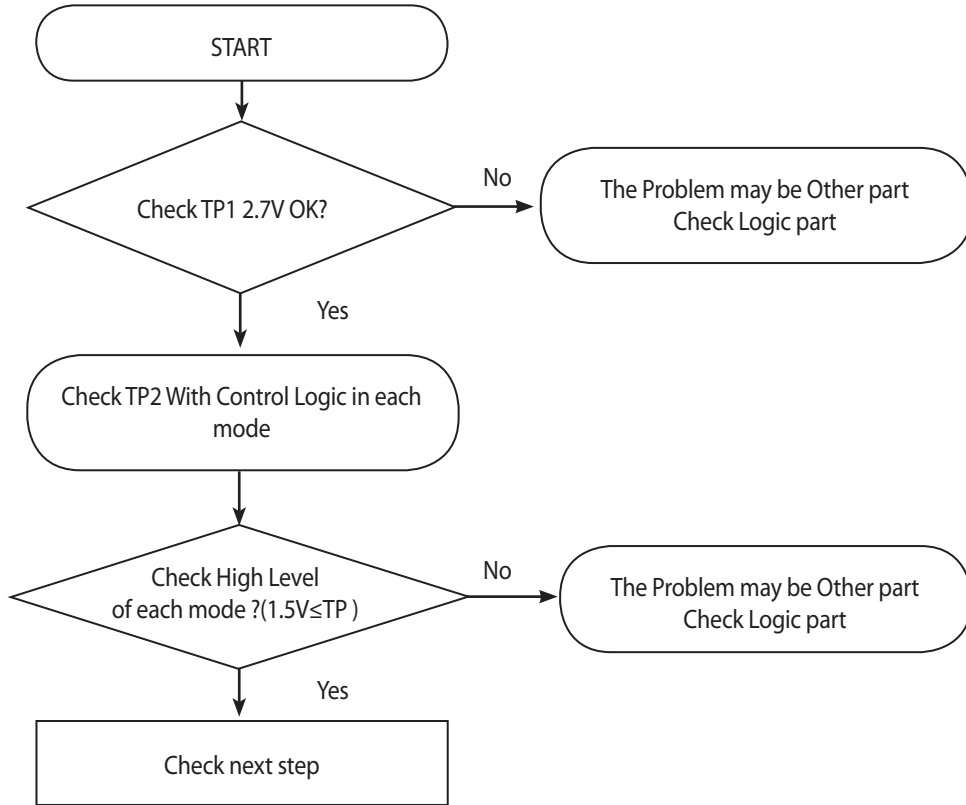 START
Check TP1 2.7V OK?
No
The Problem may be Other part
Check Logic part
Yes
Check TP2 With Control Logic in each
mode
Check High Level
of each mode ?(1.5V≤TP )
No
The Problem may be Other part
Check Logic part
Yes
Check next step